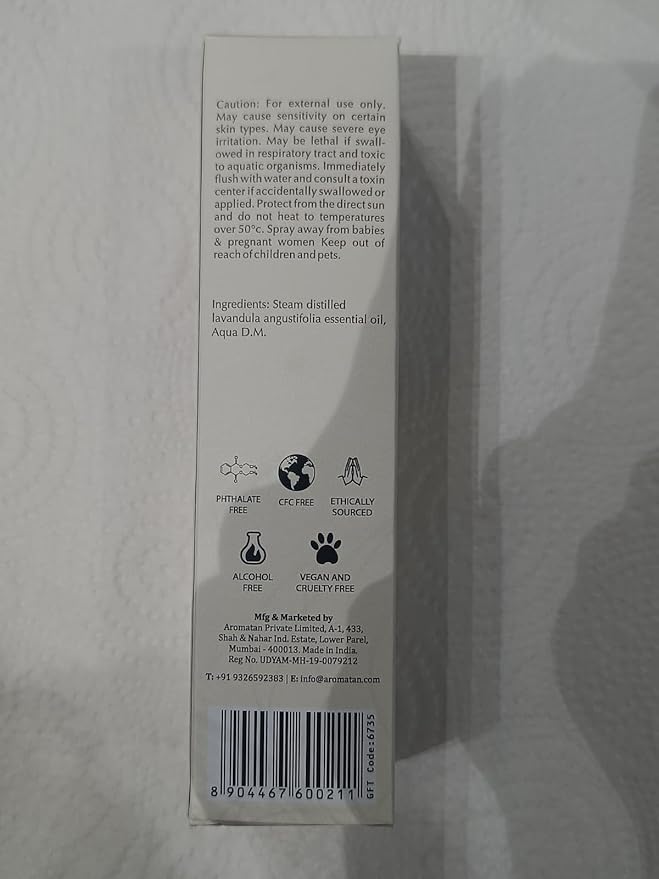 Caution: For external use only.
May cause sensitivity on certain
skin types. May cause severe eye
irritation. May be lethal if swall-
owed in respiratory tract and toxic
to aquatic organisms. Immediately
flush with water and consult a toxin
center if accidentally swallowed or
applied. Protect from the direct sun
and do not heat to temperatures
over 50°c. Spray away from babies
& pregnant women Keep out of
reach of children and pets.
Ingredients: Steam distilled
lavandula angustifolia essential oil,
Aqua D.M.
PHTHALATE
FREE
CFC FREE
ETHICALLY
SOURCED
ALCOHOL
FREE
VEGAN AND
CRUELTY FREE
Mfg & Marketed by
Aromatan Private Limited, A-1, 433,
Shah & Nahar Ind. Estate, Lower Parel,
Mumbai - 400013. Made in India.
Reg No. UDYAM-MH-19-0079212
T: +91 9326592383 | E: info@aromatan.com
8 904467 600211
GFT Code:6735